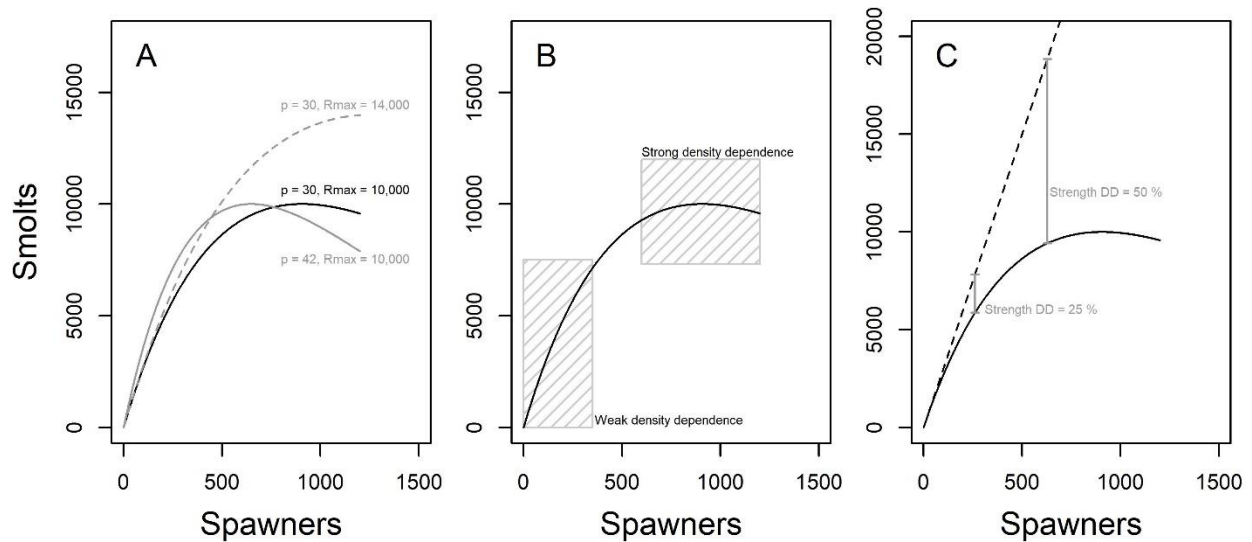 A
p = 30, Rmax = 14,000
p = 30, Rmax = 10,000
p = 42, Rmax = 10,000
Smolts
0
5000
10000
15000
0
500
1000
1500
Spawners
B
Strong density dependence
Weak density dependence
0
5000
10000
15000
0
500
1000
1500
Spawners
C
Strength DD = 50 %
Strength DD = 25 %
0
5000
10000
15000
20000
0
500
1000
1500
Spawners